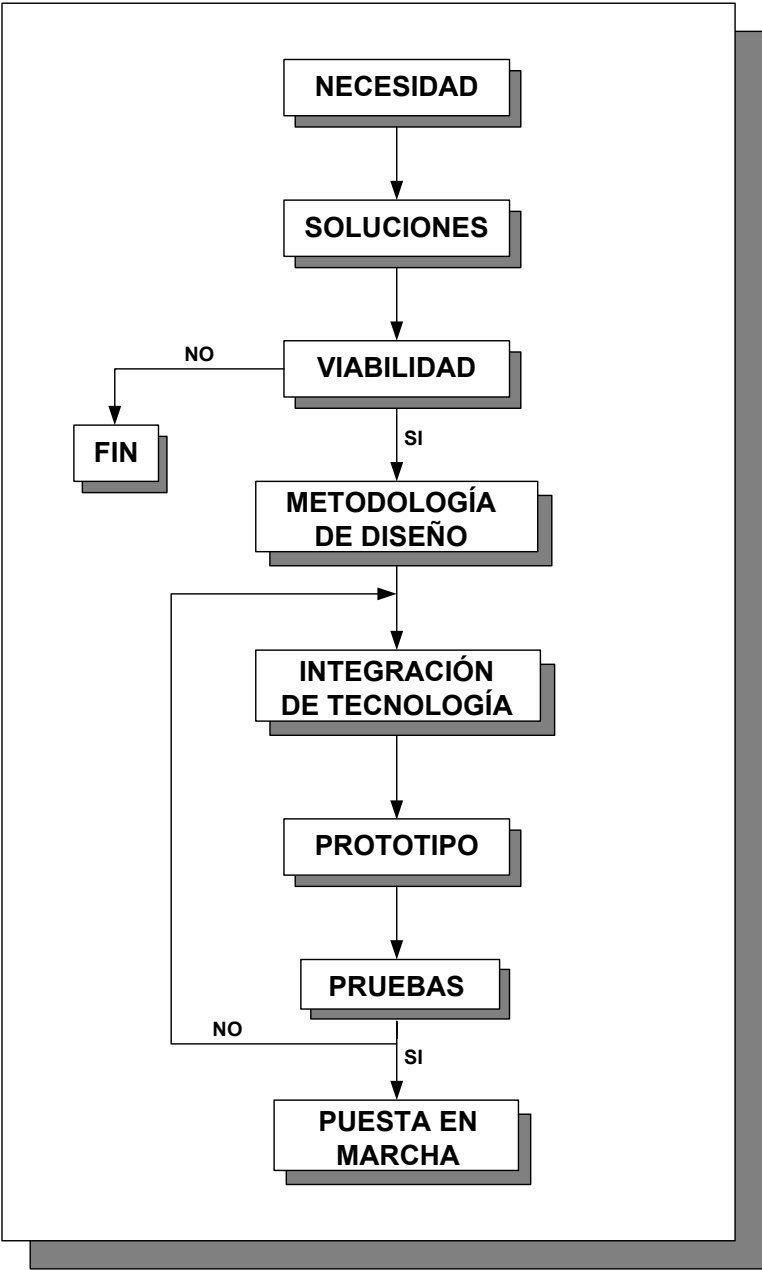 NECESIDAD
SOLUCIONES
VIABILIDAD
NO
FIN
SI
METODOLOGÍA
DE DISEÑO
INTEGRACIÓN
DE TECNOLOGÍA
PROTOTIPO
PRUEBAS
NO
SI
PUESTA EN
MARCHA